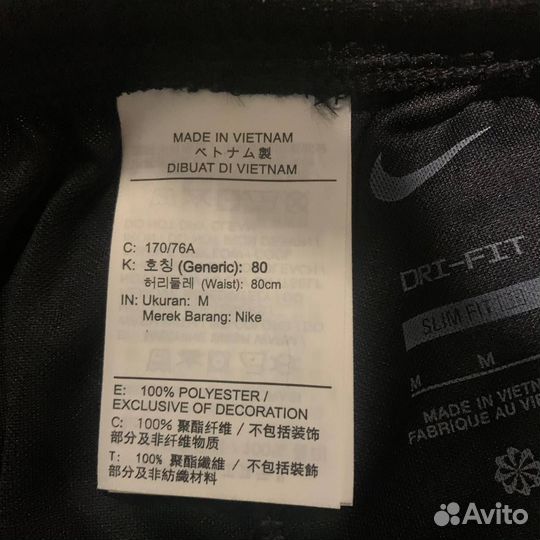 MADE IN VIETNAM
ベトナム製
DIBUAT DI VIETNAM
C: 170/76A
K: 호칭 (Generic): 80
허리둘레 (Waist): 80cm
IN: Ukuran: M
Merek Barang: Nike
E: 100% POLYESTER /
EXCLUSIVE OF DECORATION
C: 100% 聚酯纤维 / 不包括装饰
部分及非纤维物质
T: 100% 聚酯纖維 / 不包括裝飾
部分及非紡織材料
DRI-FIT
SLIM FIT
M M
MADE IN VIETN
FABRIQUE AU VI
Avito